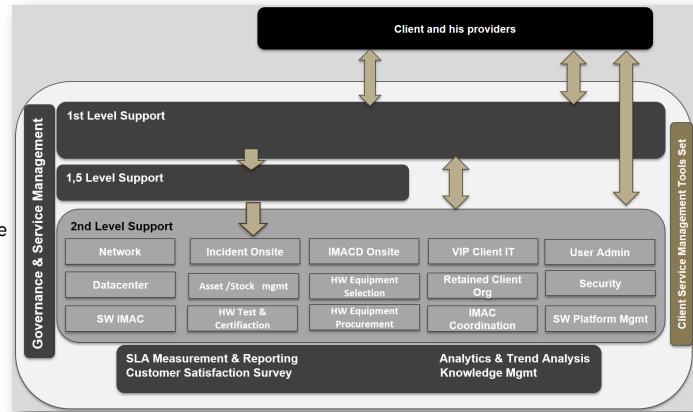 Client and his providers
Governance & Service Management
1st Level Support
1,5 Level Support
e
2nd Level Support
Network
Incident Onsite
IMACD Onsite
VIP Client IT
User Admin
Datacenter
Asset /Stock mgmt
HW Equipment
Selection
Retained Client
Org
Security
SW IMAC
HW Test &
Certifiaction
HW Equipment
Procurement
IMAC
Coordination
SW Platform Mgmt
Client Service Management Tools Set
SLA Measurement & Reporting
Customer Satisfaction Survey
Analytics & Trend Analysis
Knowledge Mgmt